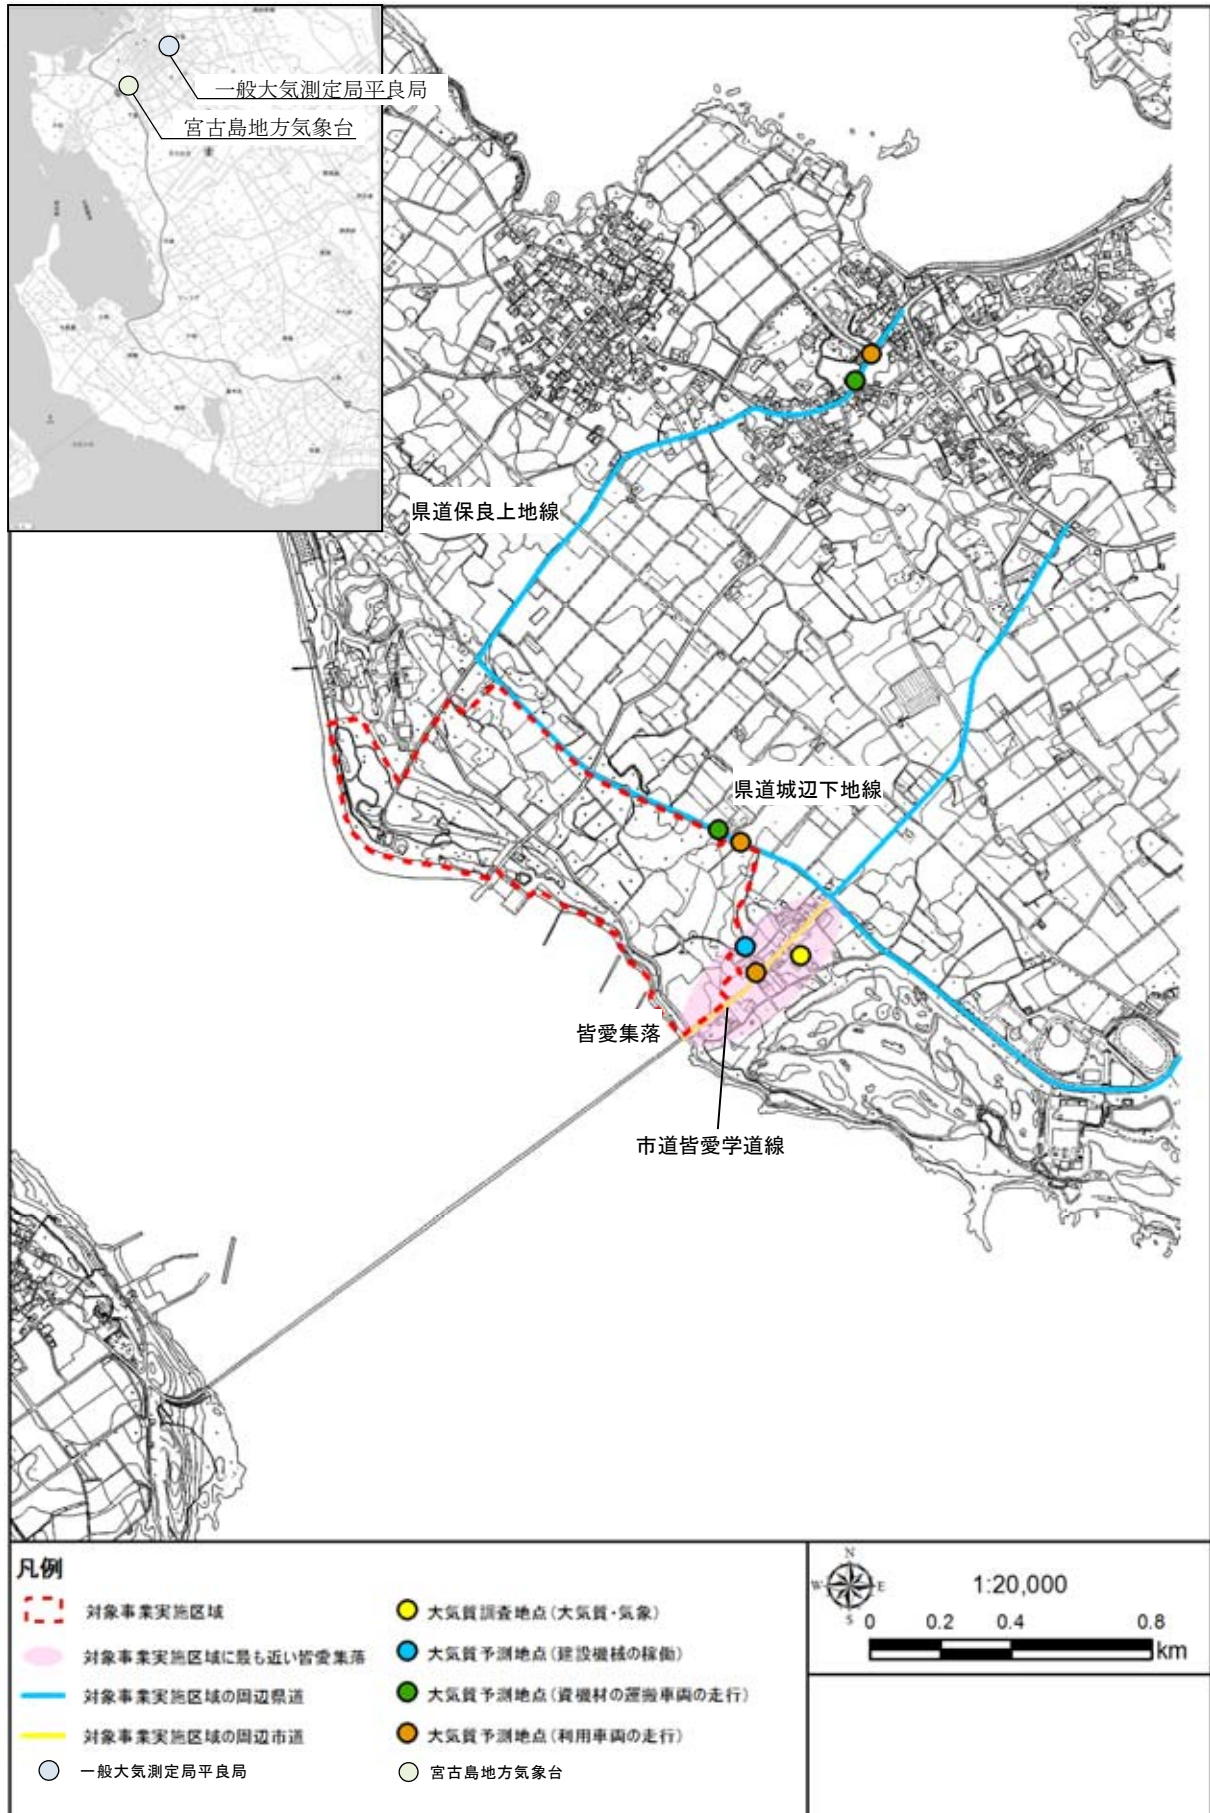 一般大気測定局平良局
宮古島地方気象台
県道保良上地線
県道城辺下地線
皆愛集落
市道皆愛学道線
凡例
対象事業実施区域
対象事業実施区域に最も近い皆愛集落
対象事業実施区域の周辺県道
対象事業実施区域の周辺市道
一般大気測定局平良局
大気質調査地点(大気質・気象)
大気質予測地点(建設機械の稼働)
大気質予測地点(資機材の運搬車両の走行)
大気質予測地点(利用車両の走行)
宮古島地方気象台
N
W E
S
1:20,000
0 0.2 0.4 0.8
km